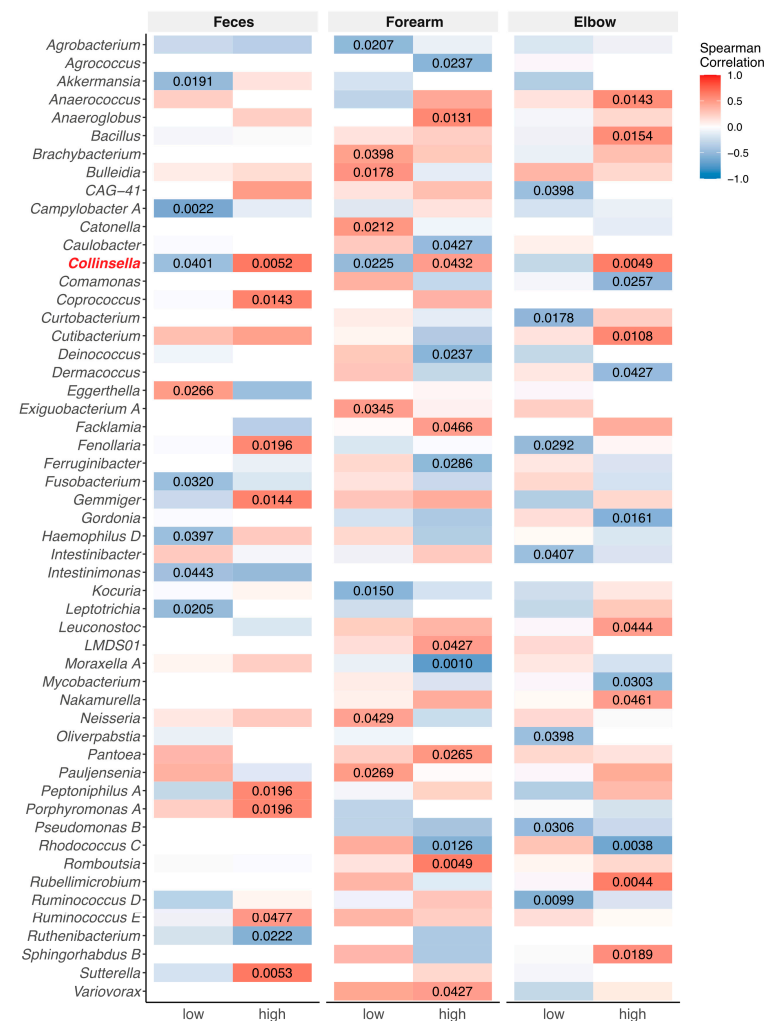 Feces Forearm Elbow
Spearman
Correlation
1.0
0.5
0.0
−0.5
−1.0
Agrobacterium 0.0207
Agrococcus 0.0237
Akkermansia 0.0191
Anaerococcus 0.0143
Anaeroglobus 0.0131
Bacillus 0.0154
Brachybacterium 0.0398
Bulleidia 0.0178
CAG−41 0.0398
Campylobacter A 0.0022
Catonella 0.0212
Caulobacter 0.0427
Collinsella 0.0401 0.0052 0.0225 0.0432 0.0049
Comamonas 0.0257
Coprococcus 0.0143
Curtobacterium 0.0178
Cutibacterium 0.0108
Deinococcus 0.0237
Dermacoccus 0.0427
Eggerthella 0.0266
Exiguobacterium A 0.0345
Facklamia 0.0466
Fenollaria 0.0196 0.0292
Ferruginibacter 0.0286
Fusobacterium 0.0320
Gemmiger 0.0144
Gordonia 0.0161
Haemophilus D 0.0397
Intestinibacter 0.0407
Intestinimonas 0.0443
Kocuria 0.0150
Leptotrichia 0.0205
Leuconostoc 0.0444
LMDS01 0.0427
Moraxella A 0.0010
Mycobacterium 0.0303
Nakamurella 0.0461
Neisseria 0.0429
Oliverpabstia 0.0398
Pantoea 0.0265
Pauljensenia 0.0269
Peptoniphilus A 0.0196
Porphyromonas A 0.0196
Pseudomonas B 0.0306
Rhodococcus C 0.0126 0.0038
Romboutsia 0.0049
Rubellimicrobium 0.0044
Ruminococcus D 0.0099
Ruminococcus E 0.0477
Ruthenibacterium 0.0222
Sphingorhabdus B 0.0189
Sutterella 0.0053
Variovorax 0.0427
low high low high low high